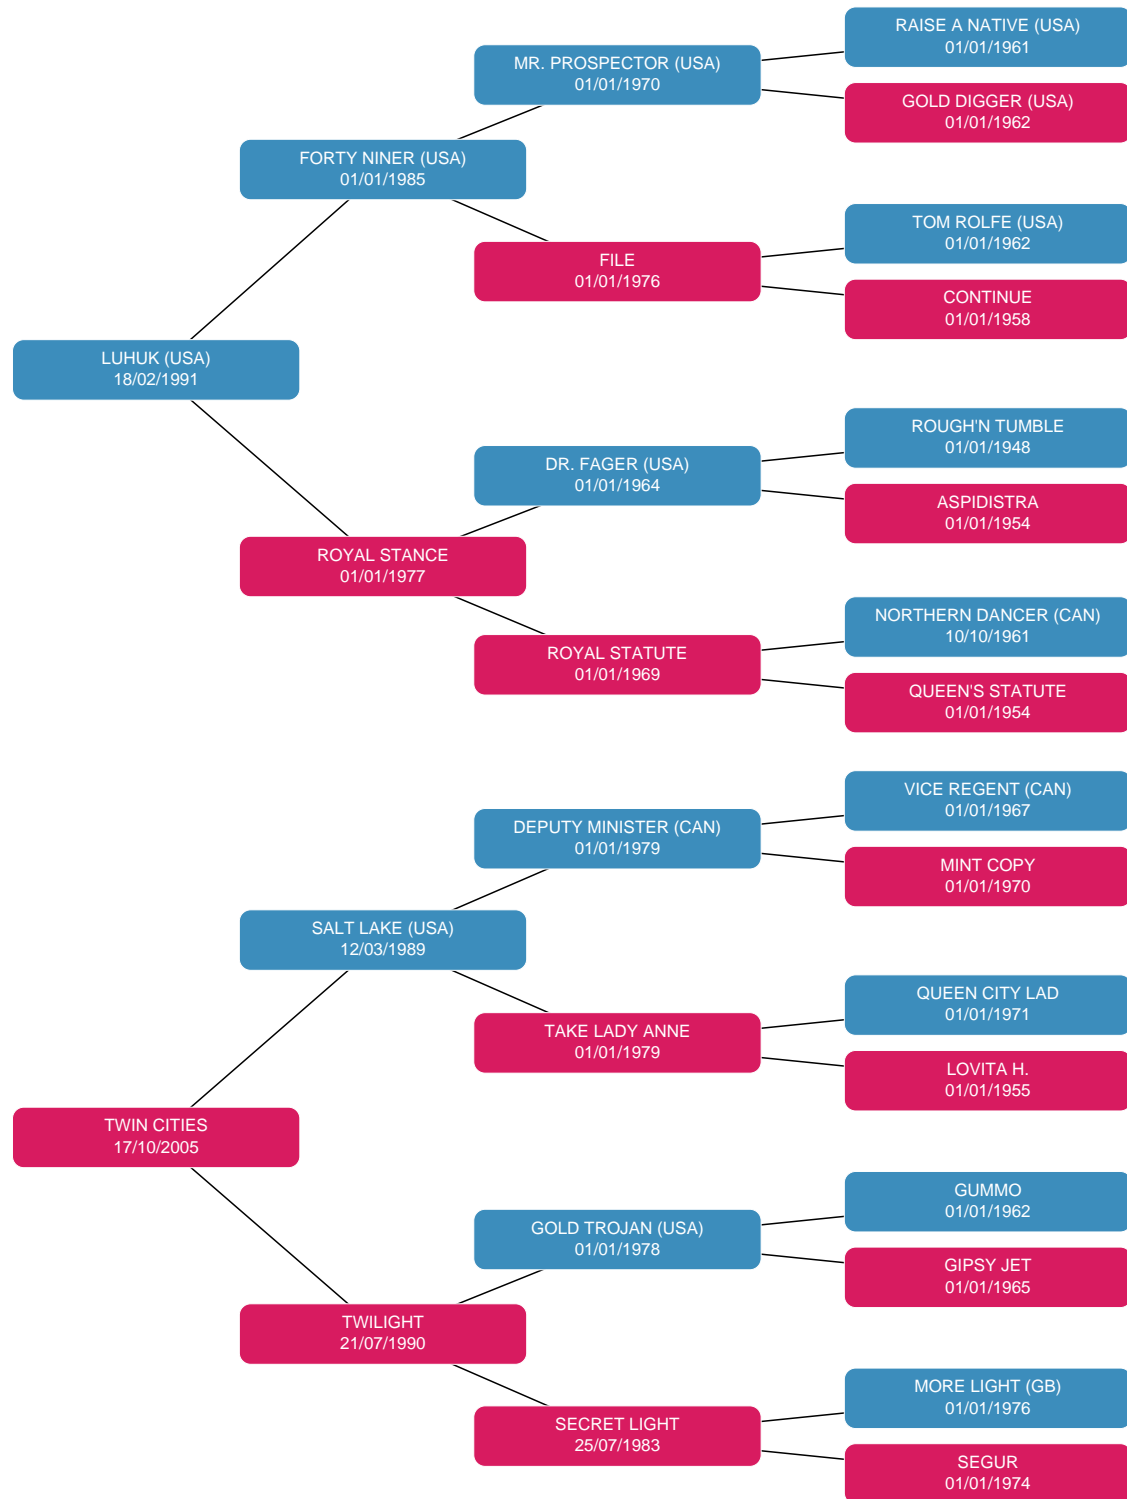 RAISE A NATIVE (USA)
01/01/1961
MR. PROSPECTOR (USA)
01/01/1970
GOLD DIGGER (USA)
01/01/1962
FORTY NINER (USA)
01/01/1985
TOM ROLFE (USA)
01/01/1962
FILE
01/01/1976
CONTINUE
01/01/1958
LUHUK (USA)
18/02/1991
ROUGH'N TUMBLE
01/01/1948
DR. FAGER (USA)
01/01/1964
ASPIDISTRA
01/01/1954
ROYAL STANCE
01/01/1977
NORTHERN DANCER (CAN)
10/10/1961
ROYAL STATUTE
01/01/1969
QUEEN'S STATUTE
01/01/1954
VICE REGENT (CAN)
01/01/1967
DEPUTY MINISTER (CAN)
01/01/1979
MINT COPY
01/01/1970
SALT LAKE (USA)
12/03/1989
QUEEN CITY LAD
01/01/1971
TAKE LADY ANNE
01/01/1979
LOVITA H.
01/01/1955
TWIN CITIES
17/10/2005
GUMMO
01/01/1962
GOLD TROJAN (USA)
01/01/1978
GIPSY JET
01/01/1965
TWILIGHT
21/07/1990
MORE LIGHT (GB)
01/01/1976
SECRET LIGHT
25/07/1983
SEGUR
01/01/1974